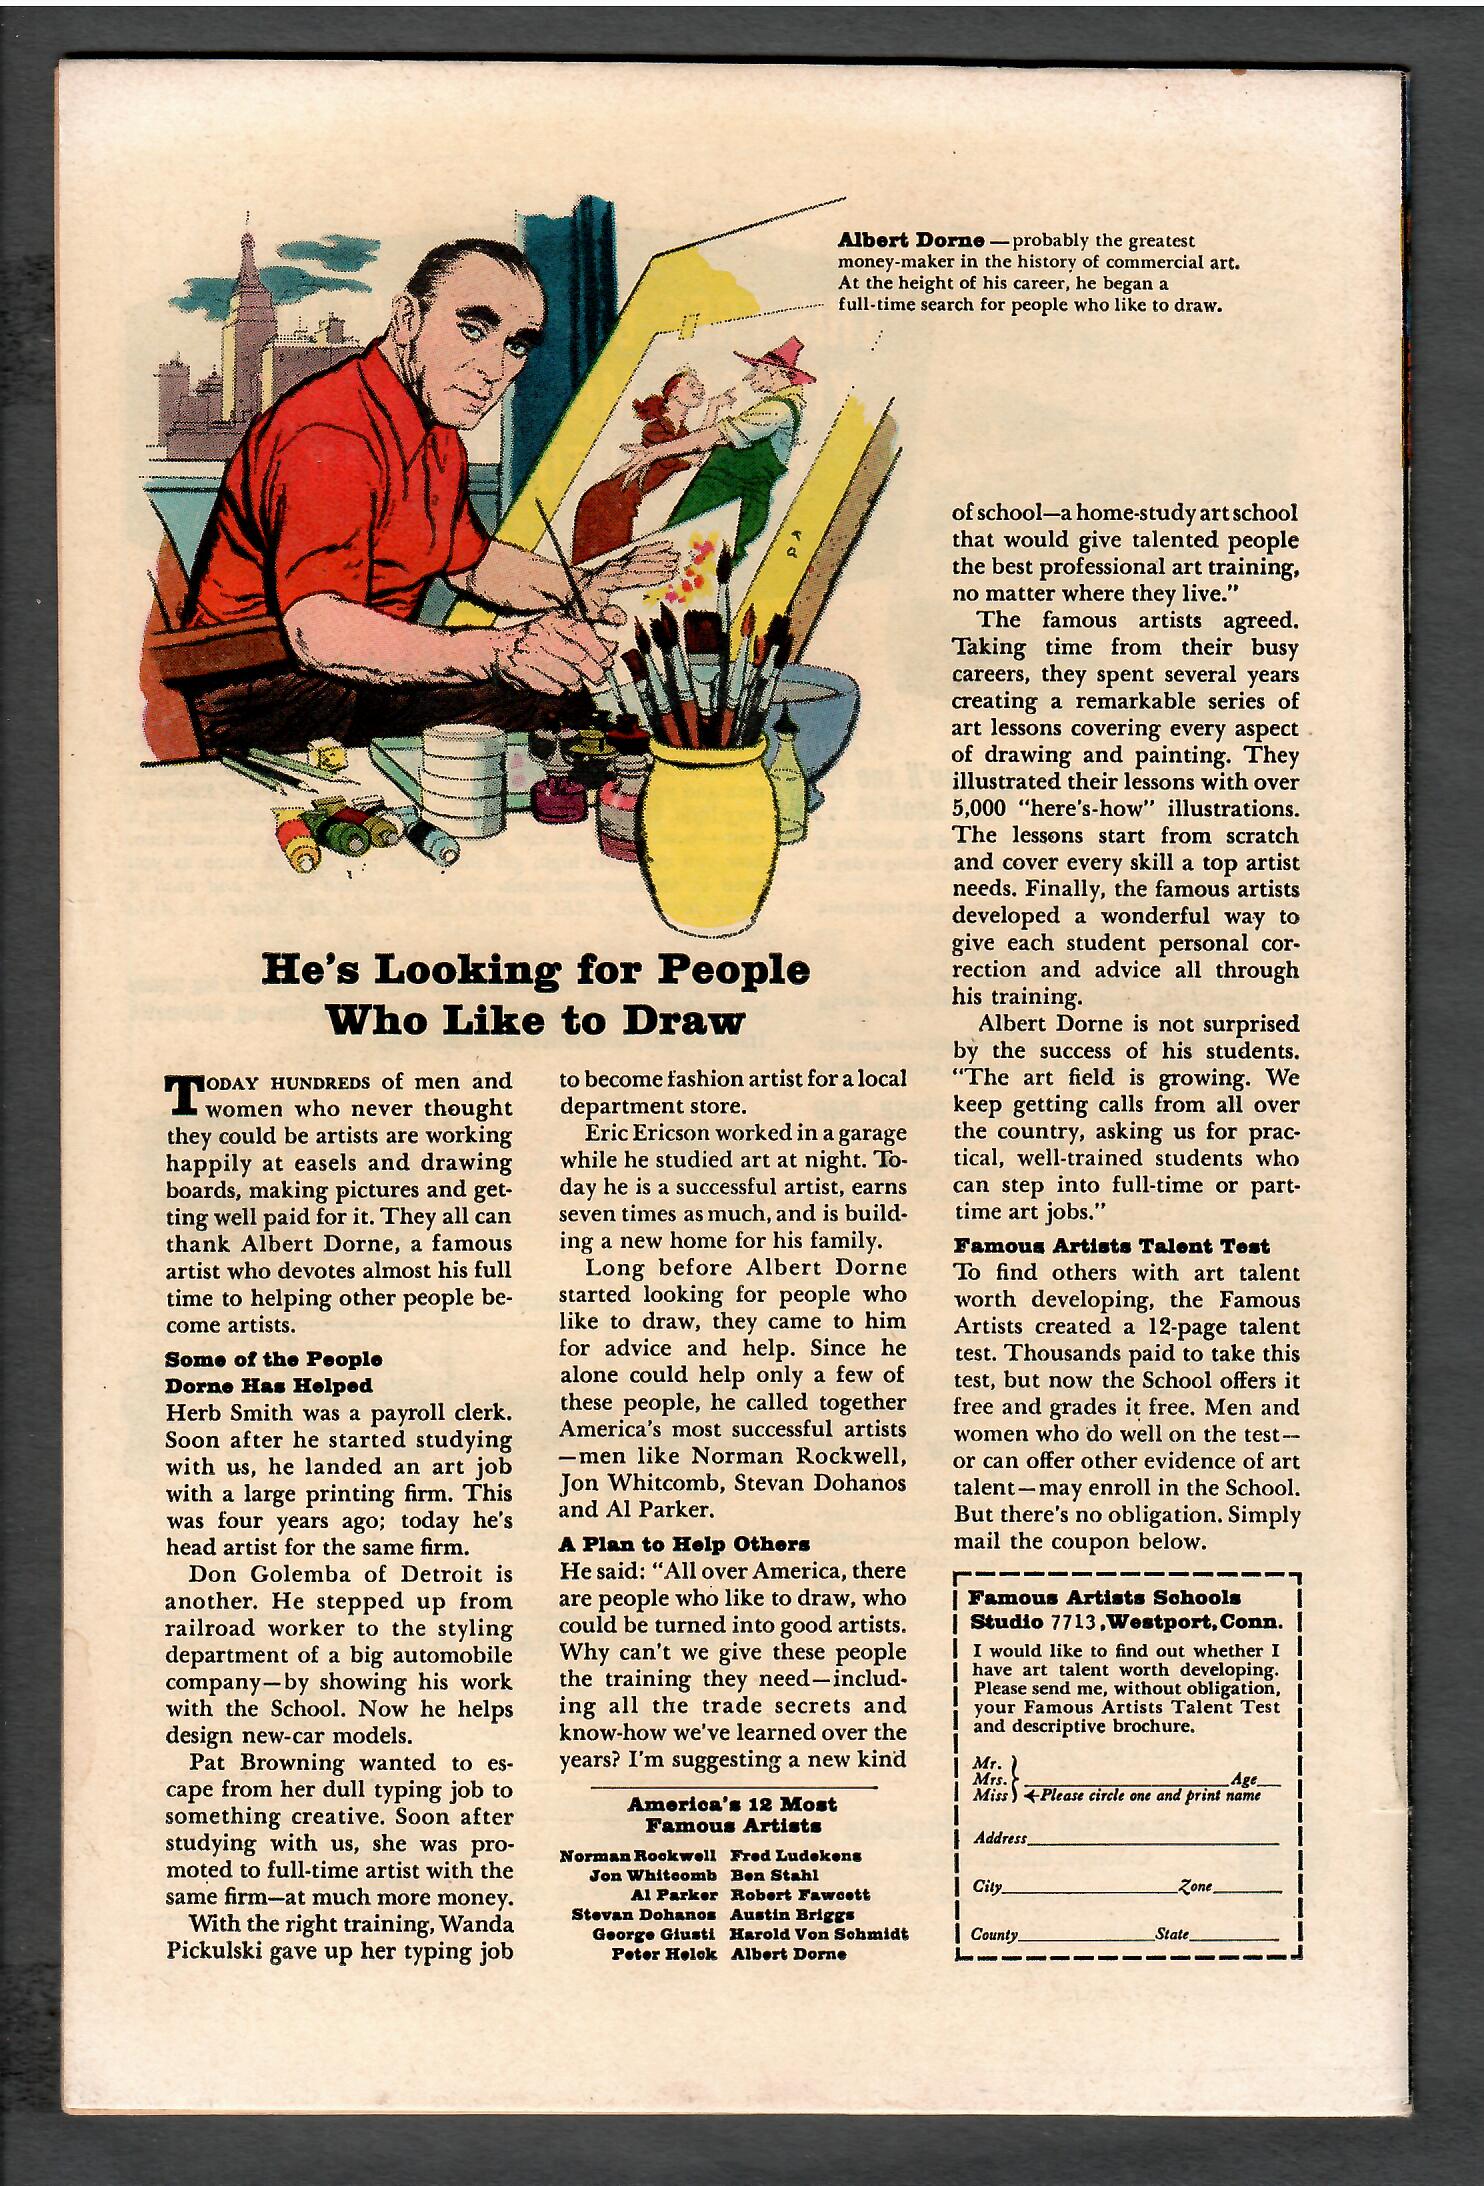 Albert Dorne — probably the greatest
money-maker in the history of commercial art.
At the height of his career, he began a
full-time search for people who like to draw.
He's Looking for People
Who Like to Draw
TODAY HUNDREDS of men and
women who never thought
they could be artists are working
happily at easels and drawing
boards, making pictures and get-
ting well paid for it. They all can
thank Albert Dorne, a famous
artist who devotes almost his full
time to helping other people be-
come artists.
Some of the People
Dorne Has Helped
Herb Smith was a payroll clerk.
Soon after he started studying
with us, he landed an art job
with a large printing firm. This
was four years ago; today he's
head artist for the same firm.
Don Golemba of Detroit is
another. He stepped up from
railroad worker to the styling
department of a big automobile
company—by showing his work
with the School. Now he helps
design new-car models.
Pat Browning wanted to es-
cape from her dull typing job to
something creative. Soon after
studying with us, she was pro-
moted to full-time artist with the
same firm—at much more money.
With the right training, Wanda
Pickulski gave up her typing job
to become fashion artist for a local
department store.
Eric Ericson worked in a garage
while he studied art at night. To-
day he is a successful artist, earns
seven times as much, and is build-
ing a new home for his family.
Long before Albert Dorne
started looking for people who
like to draw, they came to him
for advice and help. Since he
alone could help only a few of
these people, he called together
America's most successful artists
—men like Norman Rockwell,
Jon Whitcomb, Stevan Dohanos
and Al Parker.
A Plan to Help Others
He said: "All over America, there
are people who like to draw, who
could be turned into good artists.
Why can't we give these people
the training they need—includ-
ing all the trade secrets and
know-how we've learned over the
years? I'm suggesting a new kind
America's 12 Most
Famous Artists
Norman Rockwell Fred Ludekens
Jon Whitcomb Ben Stahl
Al Parker Robert Fawcett
Stevan Dohanos Austin Briggs
George Giusti Harold Von Schmidt
Peter Helck Albert Dorne
of school—a home-study art school
that would give talented people
the best professional art training,
no matter where they live."
The famous artists agreed.
Taking time from their busy
careers, they spent several years
creating a remarkable series of
art lessons covering every aspect
of drawing and painting. They
illustrated their lessons with over
5,000 "here's-how" illustrations.
The lessons start from scratch
and cover every skill a top artist
needs. Finally, the famous artists
developed a wonderful way to
give each student personal cor-
rection and advice all through
his training.
Albert Dorne is not surprised
by the success of his students.
"The art field is growing. We
keep getting calls from all over
the country, asking us for prac-
tical, well-trained students who
can step into full-time or part-
time art jobs."
Famous Artists Talent Test
To find others with art talent
worth developing, the Famous
Artists created a 12-page talent
test. Thousands paid to take this
test, but now the School offers it
free and grades it free. Men and
women who do well on the test—
or can offer other evidence of art
talent—may enroll in the School.
But there's no obligation. Simply
mail the coupon below.
Famous Artists Schools
Studio 7713, Westport, Conn.
I would like to find out whether I
have art talent worth developing.
Please send me, without obligation,
your Famous Artists Talent Test
and descriptive brochure.
Mr.
Mrs. Age
Miss ←Please circle one and print name
Address
City Zone
County State